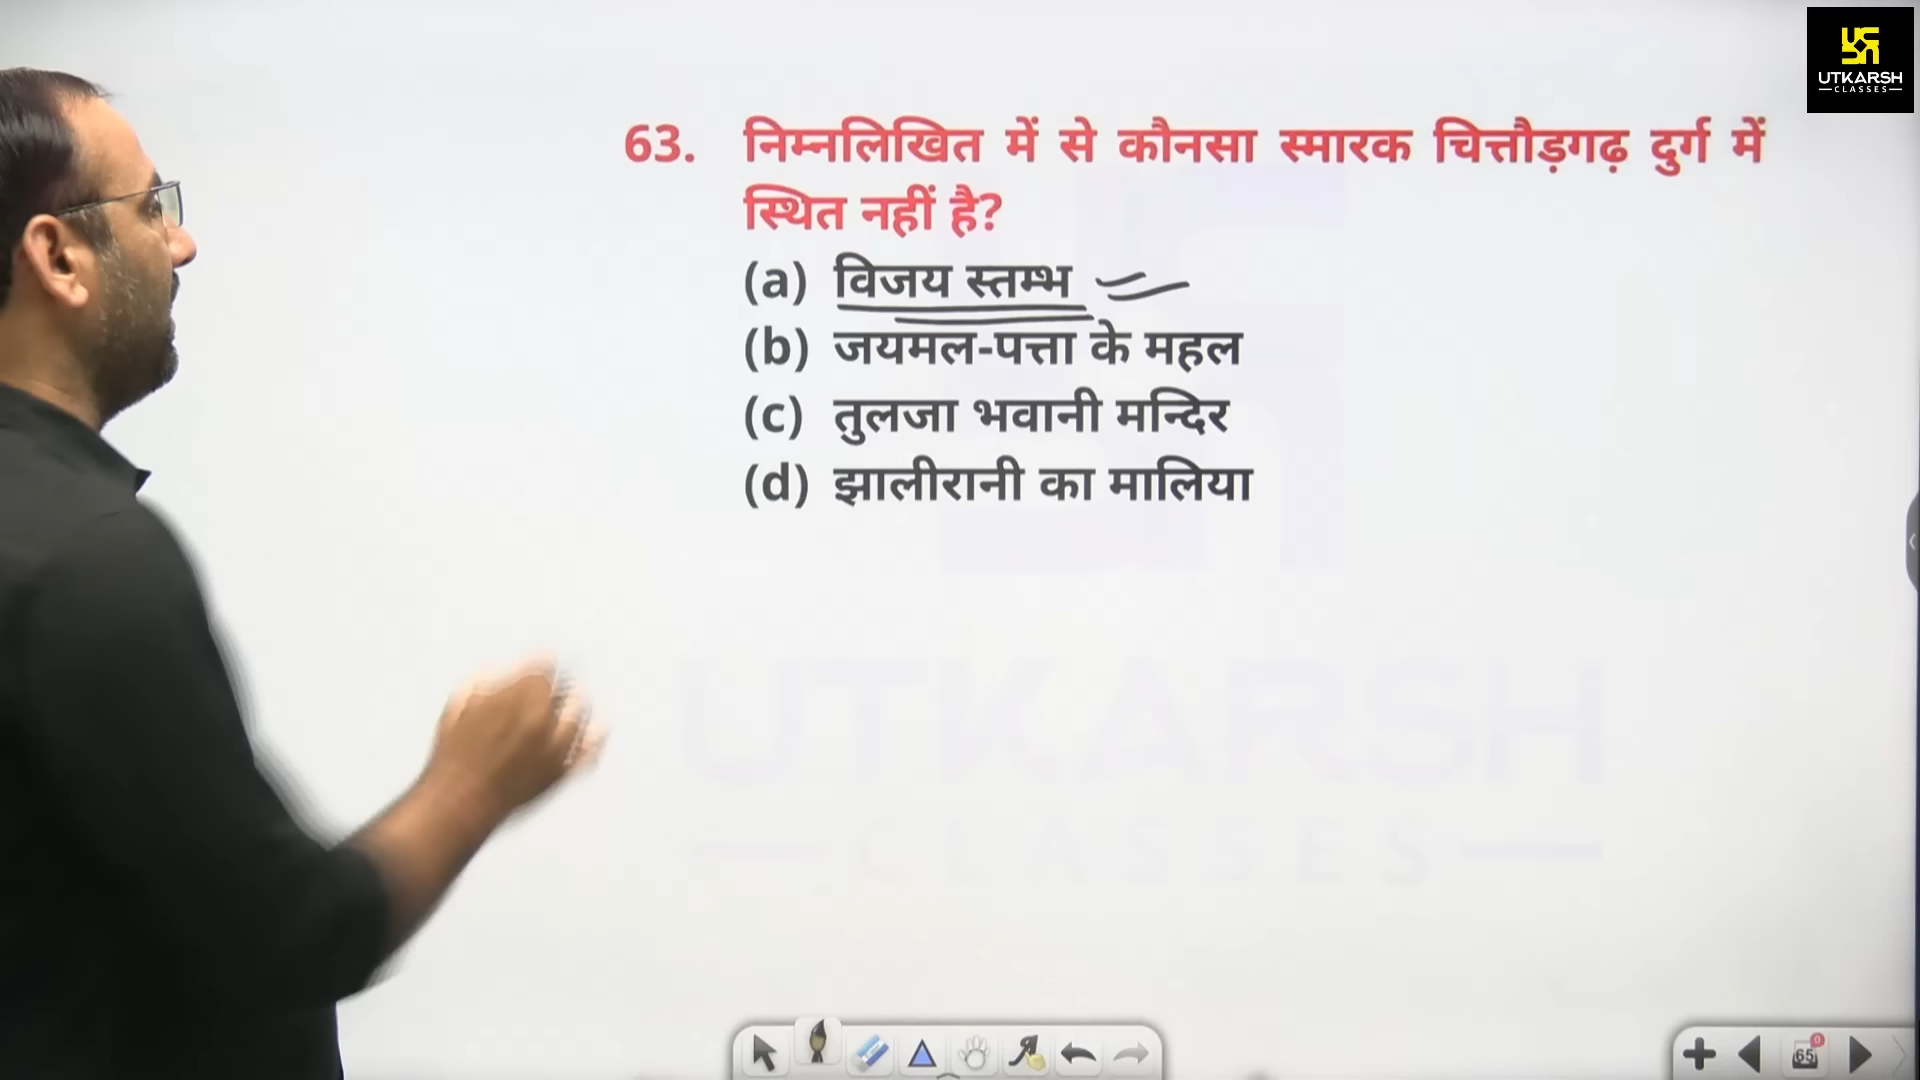 UTKARSH
CLASSES
63. निम्नलिखित में से कौनसा स्मारक चित्तौड़गढ़ दुर्ग में
स्थित नहीं है?
(a) विजय स्तम्भ
(b) जयमल-पत्ता के महल
(c) तुलजा भवानी मन्दिर
(d) झालीरानी का मालिया
UTKARSH
CLASSES
65
0